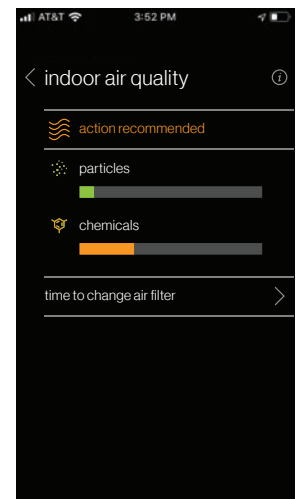 AT&T 3:52 PM
indoor air quality i
action recommended
particles
chemicals
time to change air filter